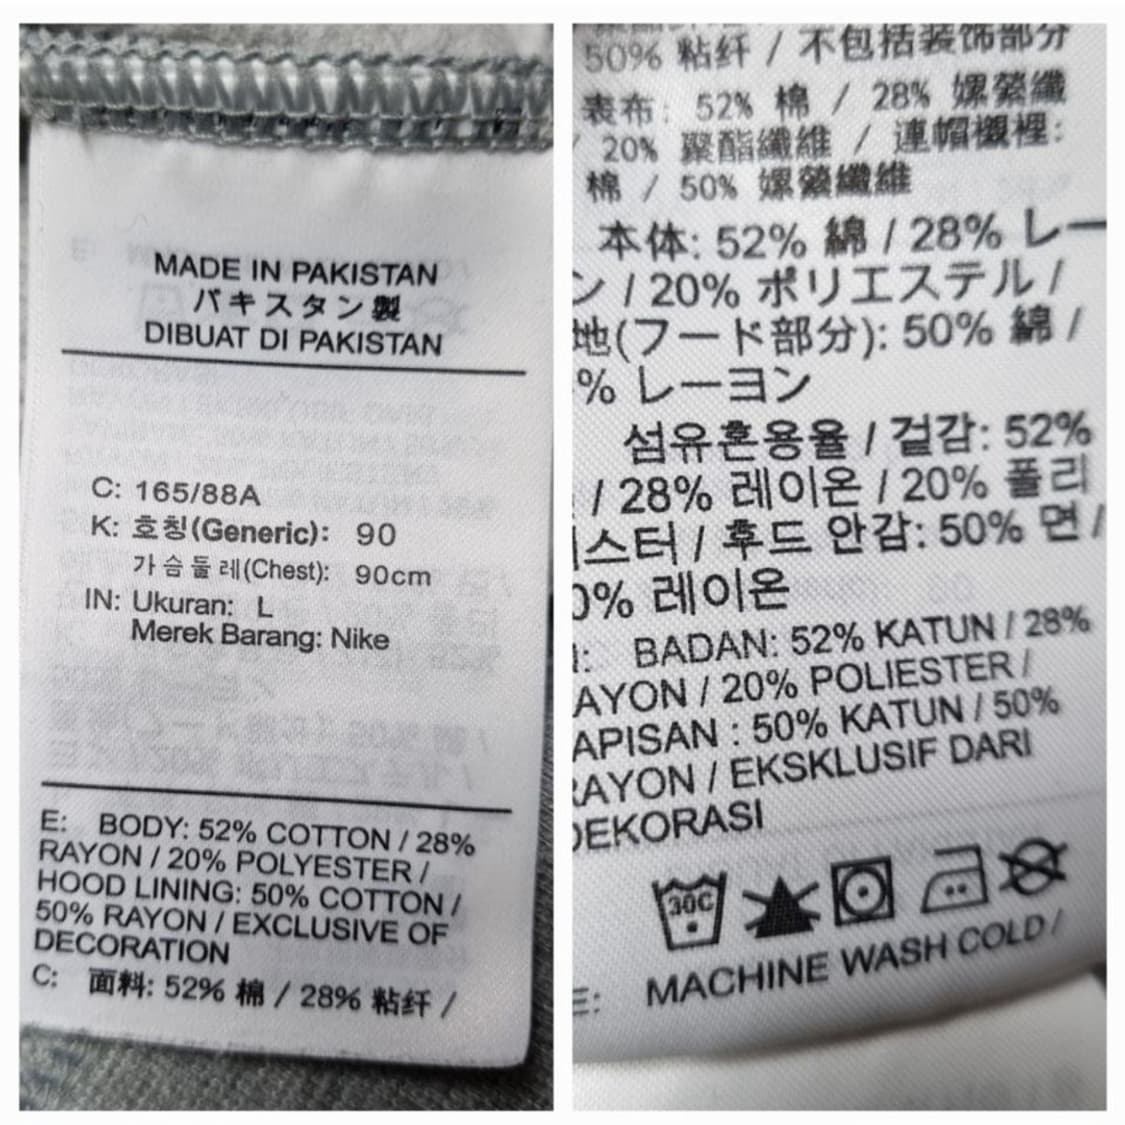 MADE IN PAKISTAN
パキスタン製
DIBUAT DI PAKISTAN
C: 165/88A
K: 호칭(Generic): 90
가슴둘레(Chest): 90cm
IN: Ukuran: L
Merek Barang: Nike
E: BODY: 52% COTTON / 28%
RAYON / 20% POLYESTER /
HOOD LINING: 50% COTTON /
50% RAYON / EXCLUSIVE OF
DECORATION
C: 面料: 52% 棉 / 28% 粘纤 /
50% 粘纤 / 不包括装饰部分
表布: 52% 棉 / 28% 嫘縈纖
/ 20% 聚酯纖維 / 連帽襯裡:
棉 / 50% 嫘縈纖維
本体: 52% 綿 / 28% レー
ン / 20% ポリエステル /
地(フード部分): 50% 綿 /
% レーヨン
섬유혼용율 / 겉감: 52%
/ 28% 레이온 / 20% 폴리
스터 / 후드 안감: 50% 면 /
0% 레이온
: BADAN: 52% KATUN / 28%
AYON / 20% POLIESTER /
APISAN : 50% KATUN / 50%
RAYON / EKSKLUSIF DARI
DEKORASI
30C
E: MACHINE WASH COLD /